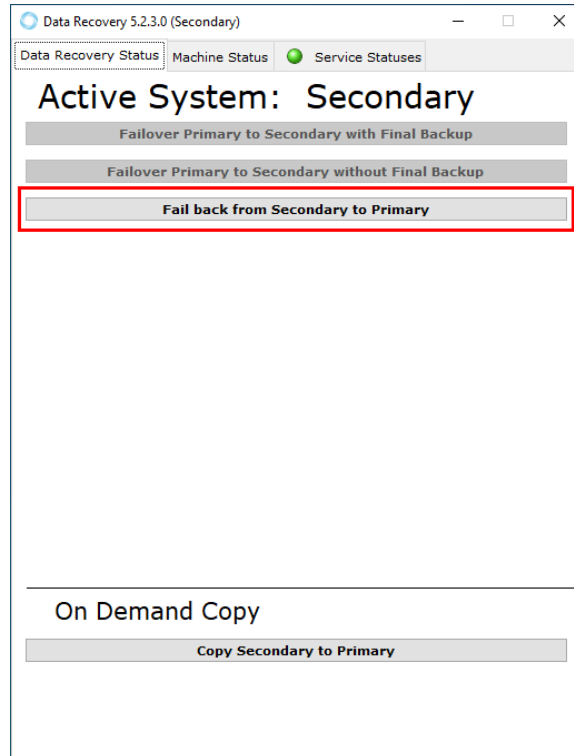 Data Recovery 5.2.3.0 (Secondary)
Data Recovery Status Machine Status Service Statuses
Active System: Secondary
Failover Primary to Secondary with Final Backup
Failover Primary to Secondary without Final Backup
Fail back from Secondary to Primary
On Demand Copy
Copy Secondary to Primary